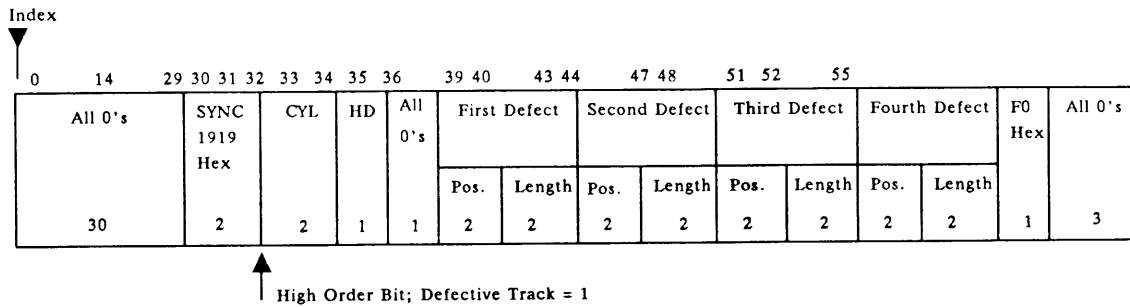 Index
0 14 29 30 31 32 33 34 35 36 39 40 43 44 47 48 51 52 55
All 0's SYNC CYL HD All First Defect Second Defect Third Defect Fourth Defect F0 All 0's
1919 0's Hex
Hex
Pos. Length Pos. Length Pos. Length Pos. Length
30 2 2 1 1 2 2 2 2 2 2 2 2 1 3
High Order Bit; Defective Track = 1